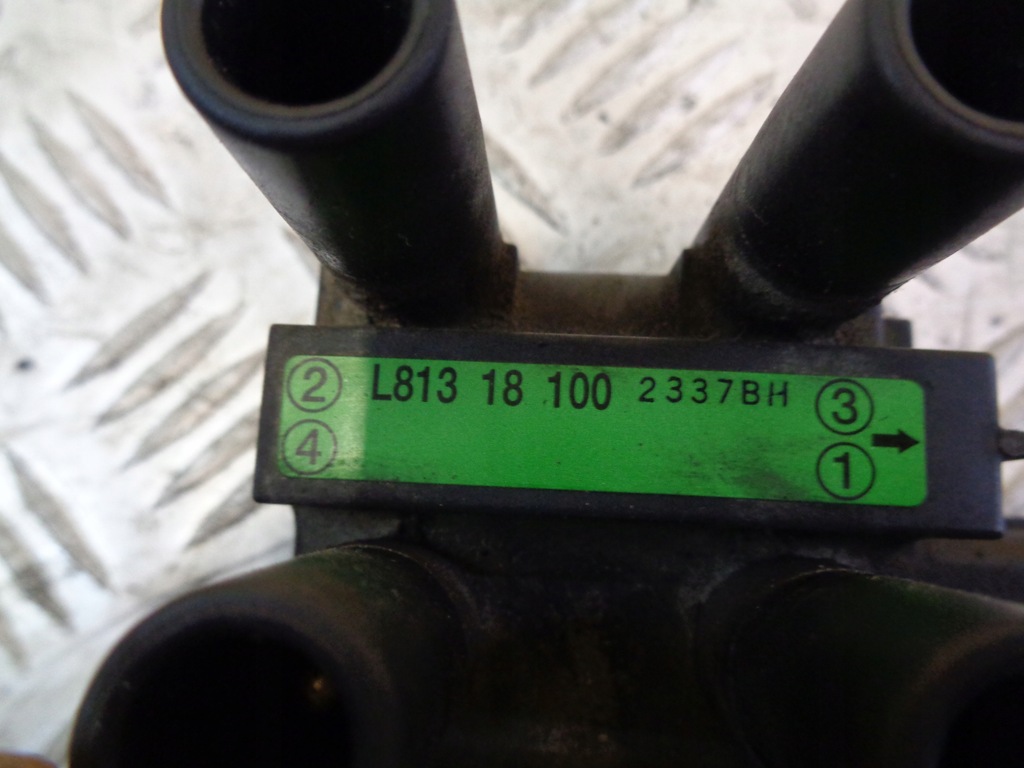 ② L813 18 100 2337BH ③
④ ① →